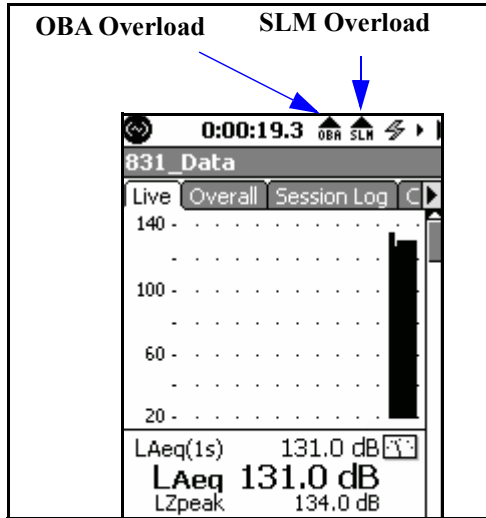 OBA Overload SLM Overload
0:00:19.3 OBA SLM
831_Data
Live Overall Session Log C
140
100
60
20
LAeq(1s) 131.0 dB
LAeq 131.0 dB
LZpeak 134.0 dB